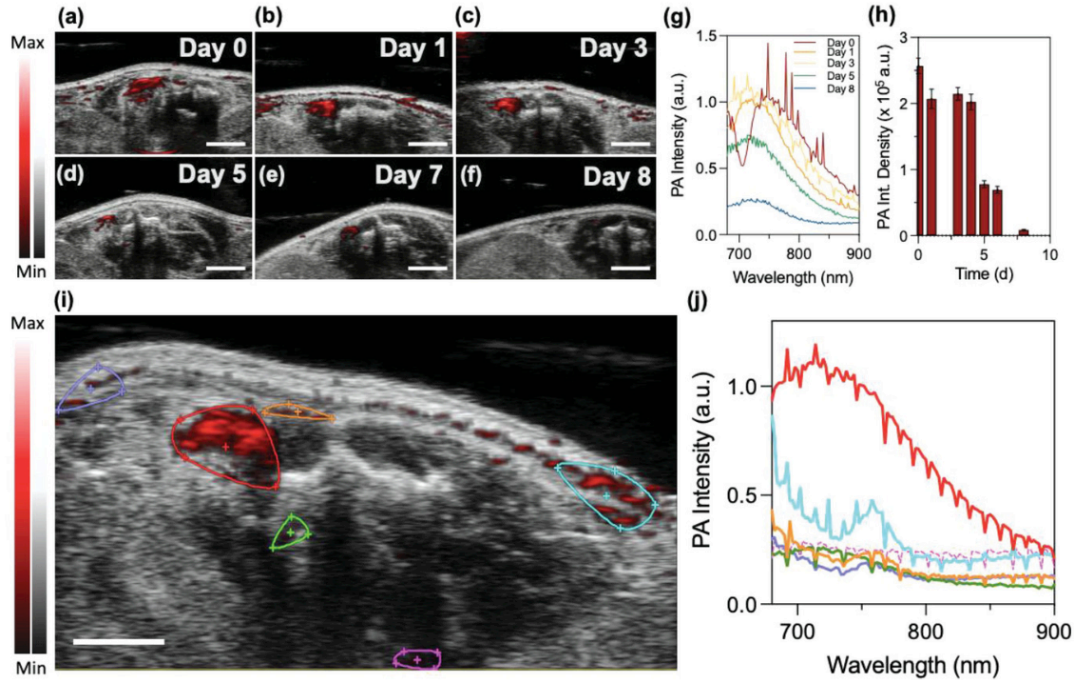 (a)
Day 0
(b)
Day 1
(c)
Day 3
(d)
Day 5
(e)
Day 7
(f)
Day 8
Max
Min
(g)
1.5
1.0
0.5
0.0
PA Intensity (a.u.)
700
800
900
Wavelength (nm)
Day 0
Day 1
Day 3
Day 5
Day 8
(h)
3
2
1
0
PA Int. Density (x 10⁵ a.u.)
0
5
10
Time (d)
(i)
Max
Min
(j)
1.0
0.5
0.0
PA Intensity (a.u.)
700
800
900
Wavelength (nm)